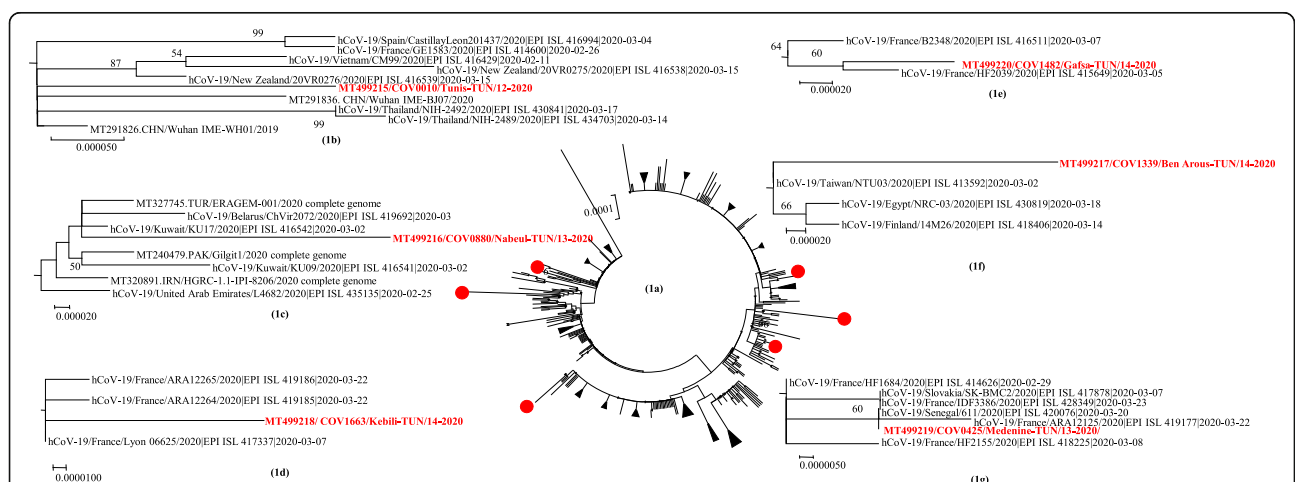 99
hCoV-19/Spain/CastillayLeon201437/2020|EPI ISL 416994|2020-03-04
hCoV-19/France/GE1583/2020|EPI ISL 414600|2020-02-26
54
hCoV-19/Vietnam/CM99/2020|EPI ISL 416429|2020-02-11
87
hCoV-19/New Zealand/20VR0275/2020|EPI ISL 416538|2020-03-15
hCoV-19/New Zealand/20VR0276/2020|EPI ISL 416539|2020-03-15
MT499215/COV0010/Tunis-TUN/12-2020
MT291836. CHN/Wuhan IME-BJ07/2020
hCoV-19/Thailand/NIH-2492/2020|EPI ISL 430841|2020-03-17
99
hCoV-19/Thailand/NIH-2489/2020|EPI ISL 434703|2020-03-14
MT291826.CHN/Wuhan IME-WH01/2019
0.000050
(1b)
64
hCoV-19/France/B2348/2020|EPI ISL 416511|2020-03-07
60
MT499220/COV1482/Gafsa-TUN/14-2020
hCoV-19/France/HF2039/2020|EPI ISL 415649|2020-03-05
0.000020
(1e)
MT327745.TUR/ERAGEM-001/2020 complete genome
hCoV-19/Belarus/ChVir2072/2020|EPI ISL 419692|2020-03
hCoV-19/Kuwait/KU17/2020|EPI ISL 416542|2020-03-02
MT499216/COV0880/Nabeul-TUN/13-2020
MT240479.PAK/Gilgit1/2020 complete genome
50
hCoV-19/Kuwait/KU09/2020|EPI ISL 416541|2020-03-02
MT320891.IRN/HGRC-1.1-IPI-8206/2020 complete genome
hCoV-19/United Arab Emirates/L4682/2020|EPI ISL 435135|2020-02-25
0.000020
(1c)
0.0001
(1a)
MT499217/COV1339/Ben Arous-TUN/14-2020
hCoV-19/Taiwan/NTU03/2020|EPI ISL 413592|2020-03-02
66
hCoV-19/Egypt/NRC-03/2020|EPI ISL 430819|2020-03-18
hCoV-19/Finland/14M26/2020|EPI ISL 418406|2020-03-14
0.000020
(1f)
hCoV-19/France/ARA12265/2020|EPI ISL 419186|2020-03-22
hCoV-19/France/ARA12264/2020|EPI ISL 419185|2020-03-22
MT499218/ COV1663/Kebili-TUN/14-2020
hCoV-19/France/Lyon 06625/2020|EPI ISL 417337|2020-03-07
0.0000100
(1d)
hCoV-19/France/HF1684/2020|EPI ISL 414626|2020-02-29
hCoV-19/Slovakia/SK-BMC2/2020|EPI ISL 417878|2020-03-07
hCoV-19/France/IDF3386/2020|EPI ISL 428349|2020-03-23
60
hCoV-19/Senegal/611/2020|EPI ISL 420076|2020-03-20
hCoV-19/France/ARA12125/2020|EPI ISL 419177|2020-03-22
MT499219/COV0425/Medenine-TUN/13-2020/
hCoV-19/France/HF2155/2020|EPI ISL 418225|2020-03-08
0.0000050
(1g)